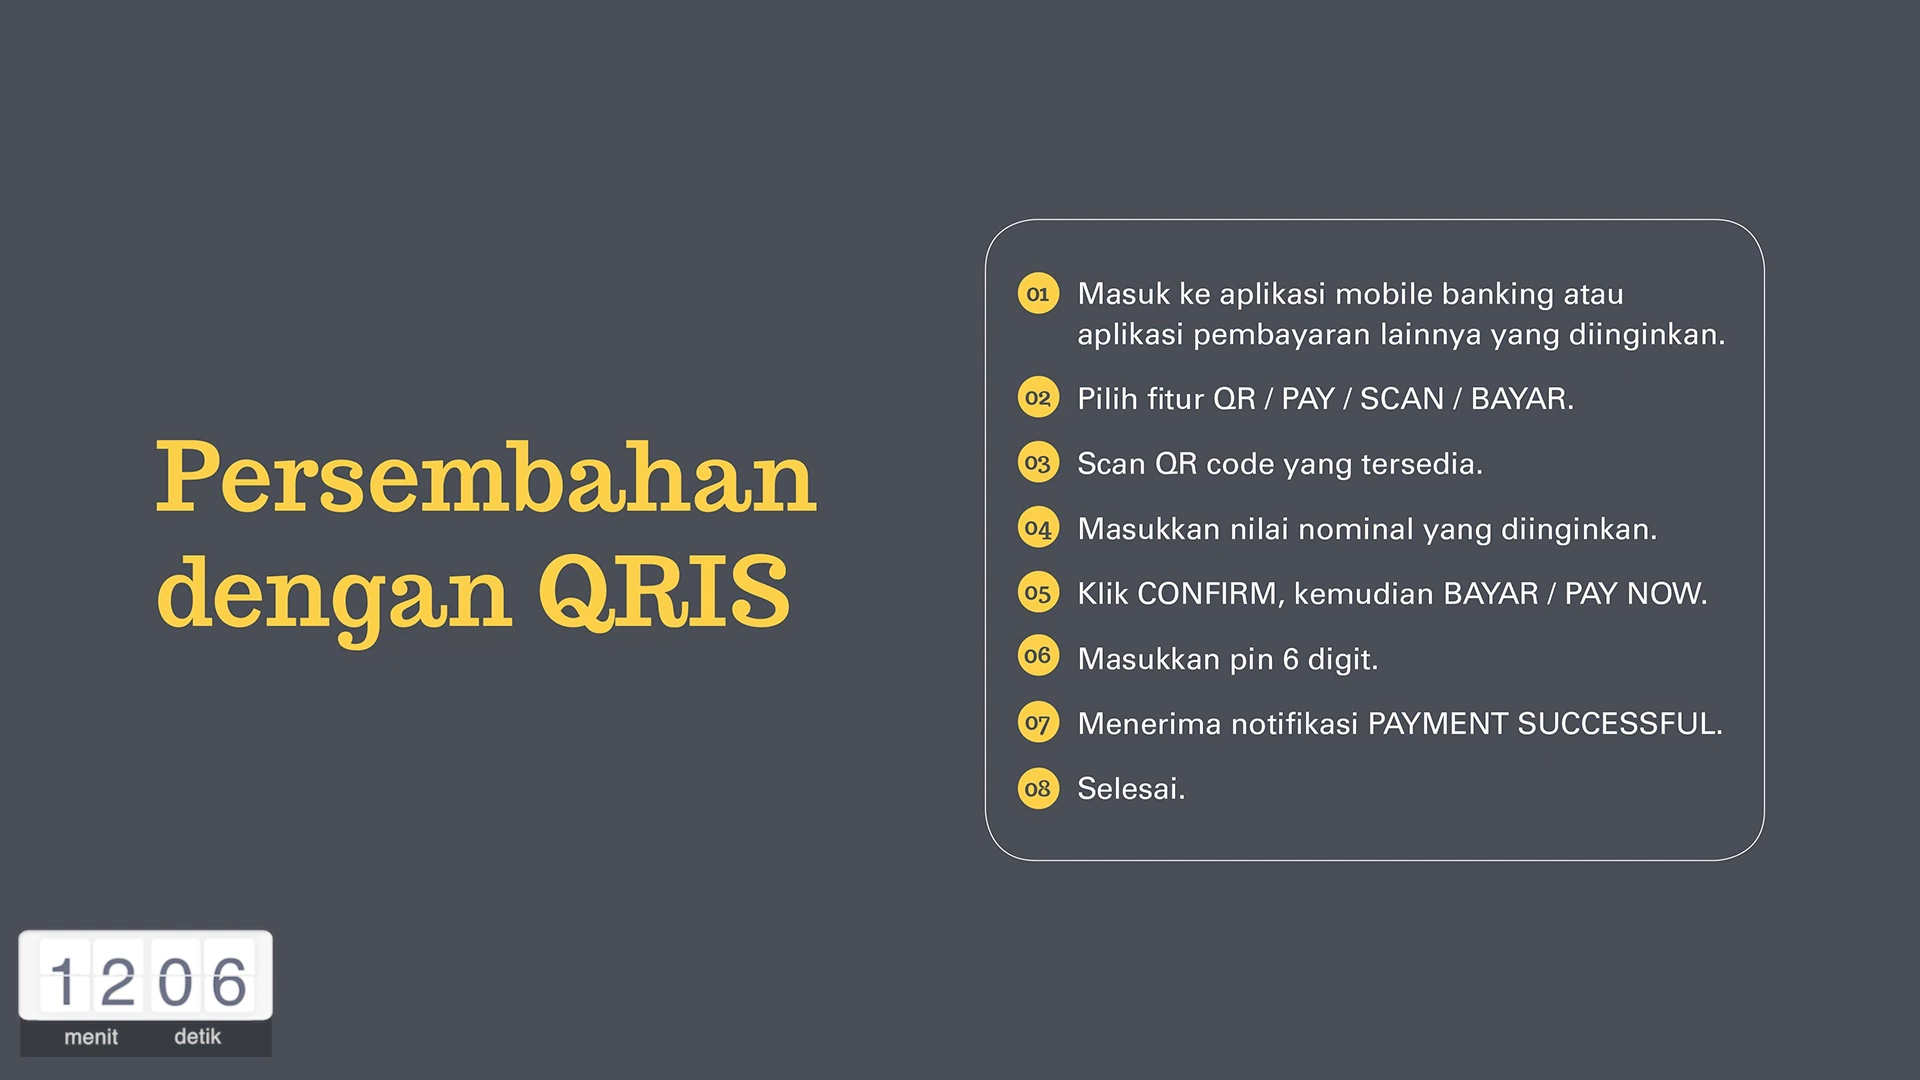 Persembahan
dengan QRIS
01 Masuk ke aplikasi mobile banking atau
aplikasi pembayaran lainnya yang diinginkan.
02 Pilih fitur QR / PAY / SCAN / BAYAR.
03 Scan QR code yang tersedia.
04 Masukkan nilai nominal yang diinginkan.
05 Klik CONFIRM, kemudian BAYAR / PAY NOW.
06 Masukkan pin 6 digit.
07 Menerima notifikasi PAYMENT SUCCESSFUL.
08 Selesai.
12 06
menit detik